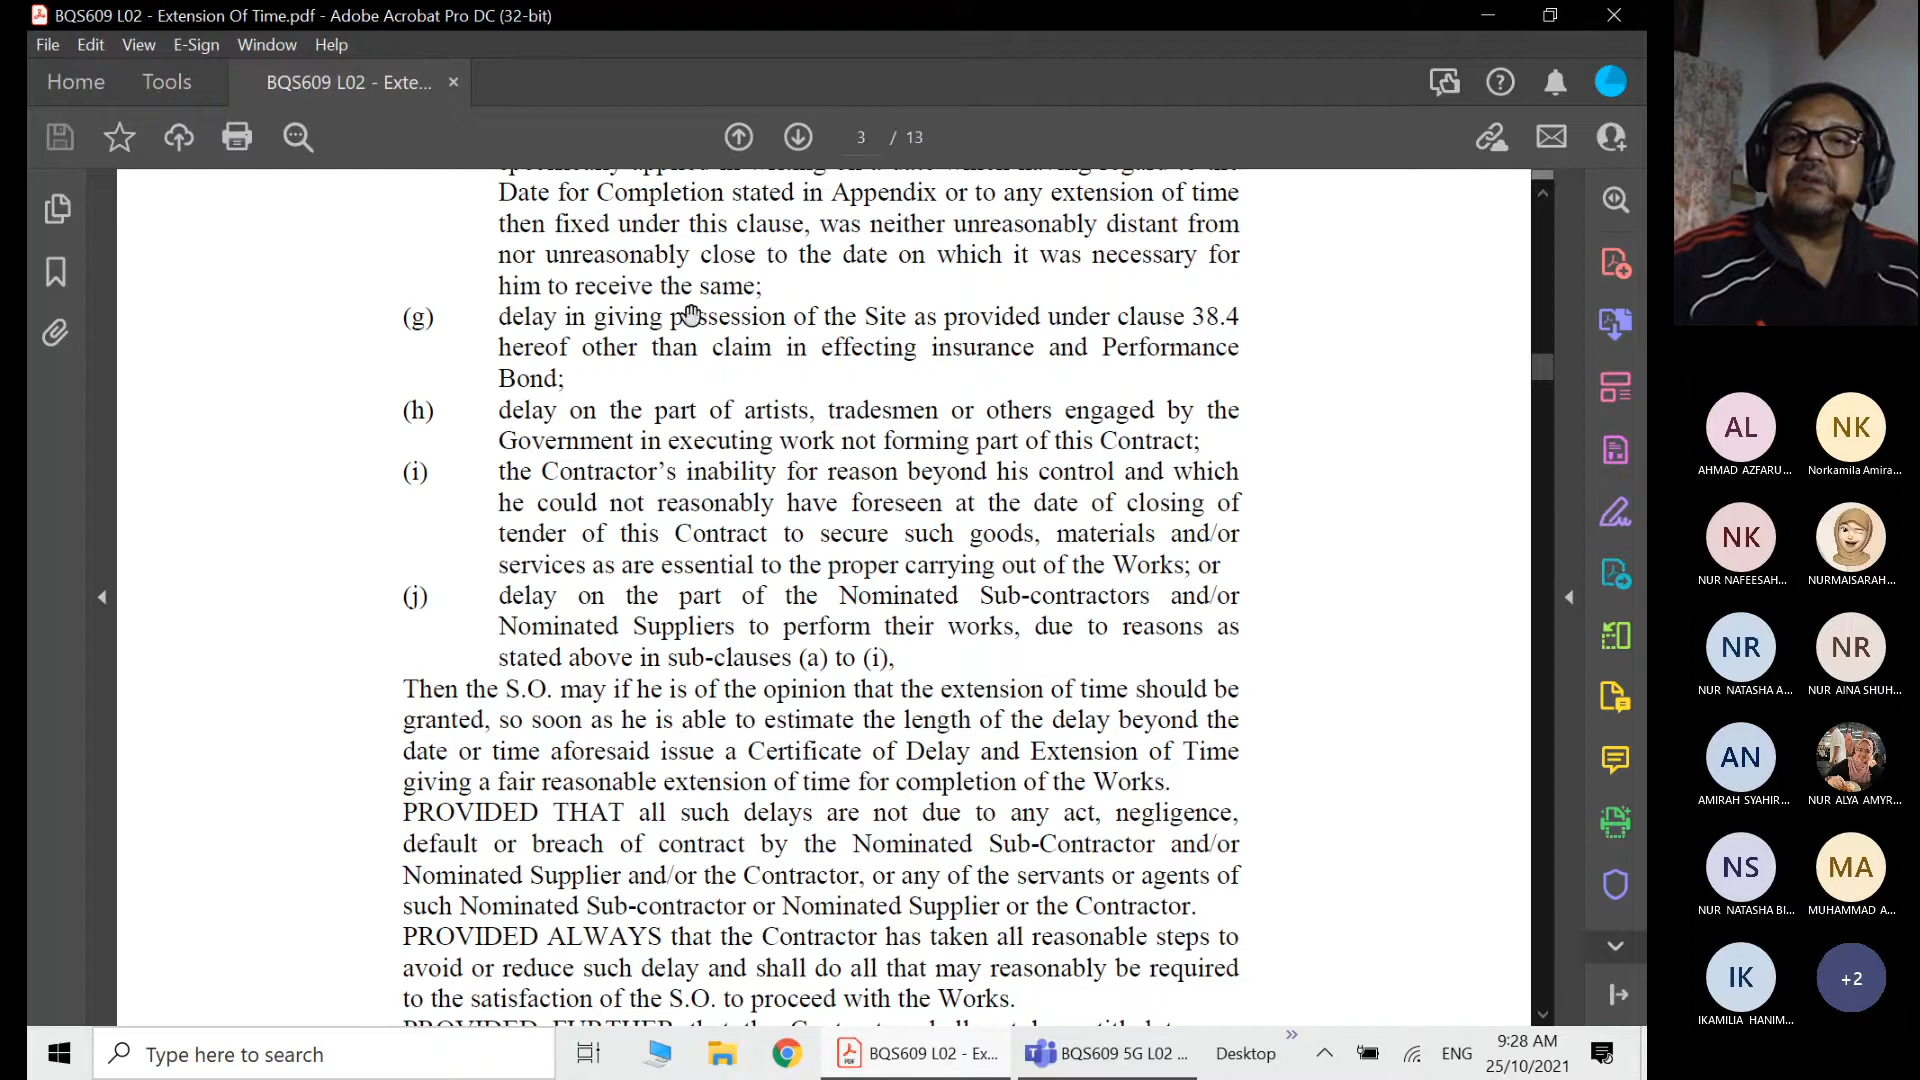 BQS609 L02 - Extension Of Time.pdf - Adobe Acrobat Pro DC (32-bit)
File Edit View E-Sign Window Help
Home Tools BQS609 L02 - Exte... ×
3 / 13
specifically applied in writing on a date which having regard to the
Date for Completion stated in Appendix or to any extension of time
then fixed under this clause, was neither unreasonably distant from
nor unreasonably close to the date on which it was necessary for
him to receive the same;
(g) delay in giving possession of the Site as provided under clause 38.4
hereof other than claim in effecting insurance and Performance
Bond;
(h) delay on the part of artists, tradesmen or others engaged by the
Government in executing work not forming part of this Contract;
(i) the Contractor's inability for reason beyond his control and which
he could not reasonably have foreseen at the date of closing of
tender of this Contract to secure such goods, materials and/or
services as are essential to the proper carrying out of the Works; or
(j) delay on the part of the Nominated Sub-contractors and/or
Nominated Suppliers to perform their works, due to reasons as
stated above in sub-clauses (a) to (i),
Then the S.O. may if he is of the opinion that the extension of time should be
granted, so soon as he is able to estimate the length of the delay beyond the
date or time aforesaid issue a Certificate of Delay and Extension of Time
giving a fair reasonable extension of time for completion of the Works.
PROVIDED THAT all such delays are not due to any act, negligence,
default or breach of contract by the Nominated Sub-Contractor and/or
Nominated Supplier and/or the Contractor, or any of the servants or agents of
such Nominated Sub-contractor or Nominated Supplier or the Contractor.
PROVIDED ALWAYS that the Contractor has taken all reasonable steps to
avoid or reduce such delay and shall do all that may reasonably be required
to the satisfaction of the S.O. to proceed with the Works.
AL NK
AHMAD AZFARU... Norkamila Amira...
NK
NUR NAFEESAH... NURMAISARAH...
NR NR
NUR NATASHA A... NUR AINA SHUH...
AN
AMIRAH SYAHIR... NUR ALYA AMYR...
NS MA
NUR NATASHA BI... MUHAMMAD A...
IK +2
IKAMILIA HANIM...
Type here to search
BQS609 L02 - Ex...
BQS609 5G L02 ...
Desktop
ENG
9:28 AM
25/10/2021